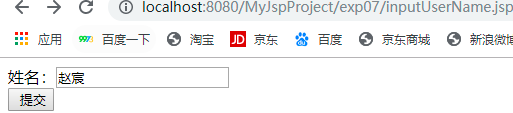 localhost:8080/MyJspProject/exp07/inputUserName.jsp
应用 百度一下 淘宝 JD 京东 百度 京东商城 新浪微博
姓名：赵宸
提交